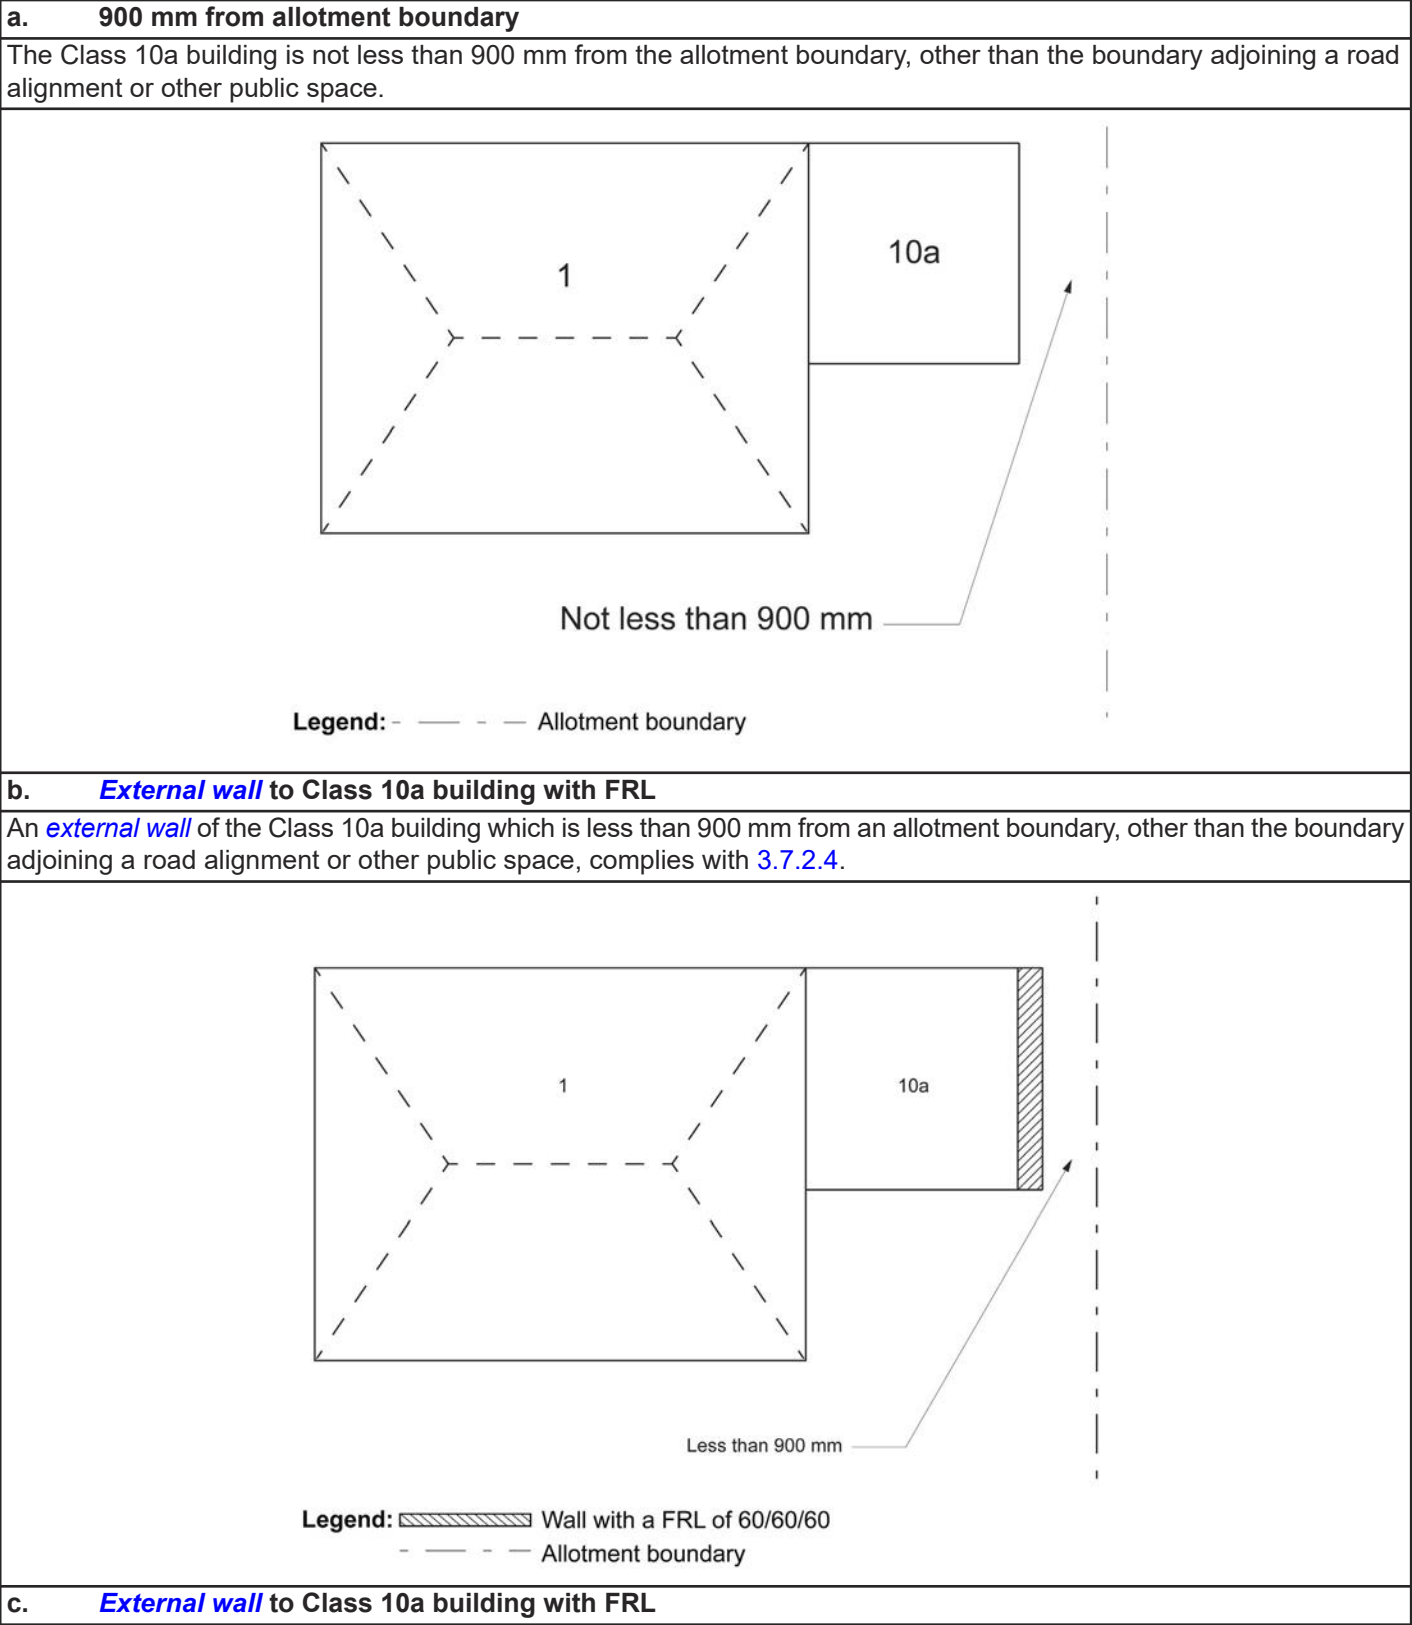 a. 900 mm from allotment boundary
The Class 10a building is not less than 900 mm from the allotment boundary, other than the boundary adjoining a road
alignment or other public space.
1
10a
Not less than 900 mm
Legend: Allotment boundary
b. External wall to Class 10a building with FRL
An external wall of the Class 10a building which is less than 900 mm from an allotment boundary, other than the boundary
adjoining a road alignment or other public space, complies with 3.7.2.4.
1
10a
Less than 900 mm
Legend: Wall with a FRL of 60/60/60
Allotment boundary
c. External wall to Class 10a building with FRL